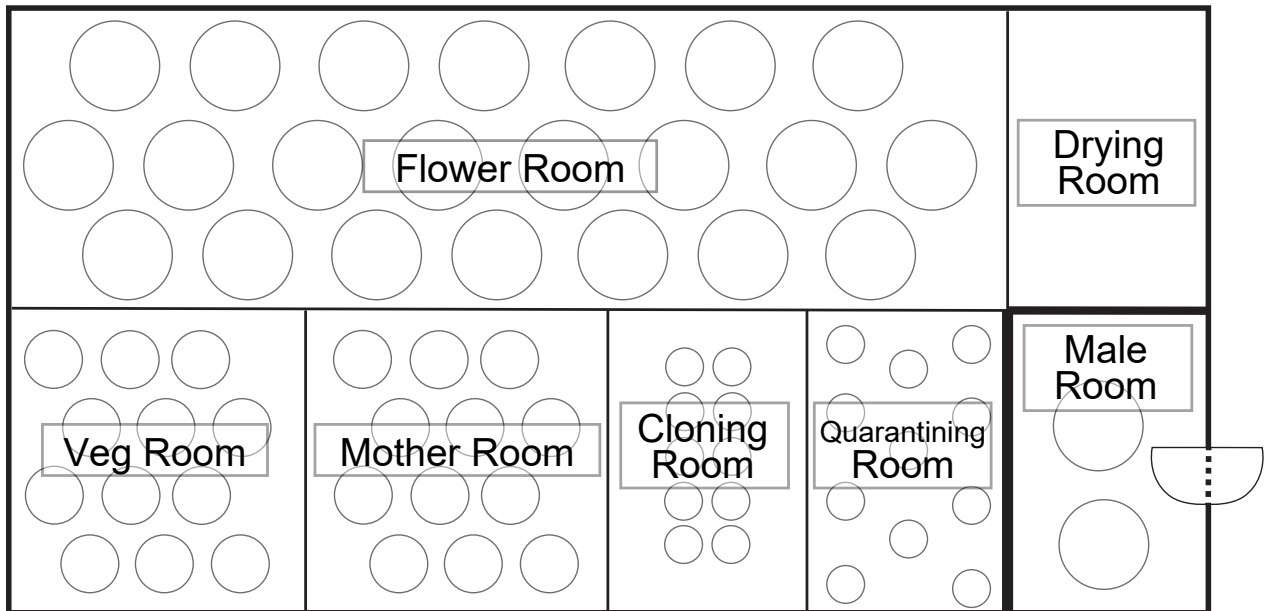 Flower Room
Drying
Room
Veg Room
Mother Room
Cloning
Room
Quarantining
Room
Male
Room